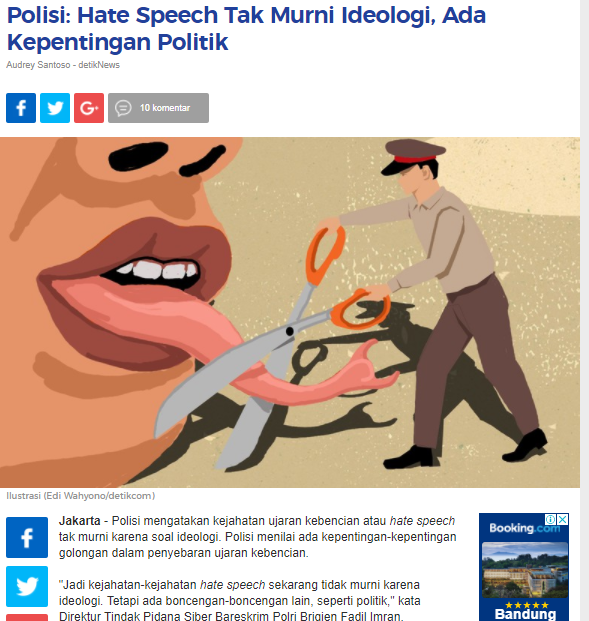 Polisi: Hate Speech Tak Murni Ideologi, Ada
Kepentingan Politik
Audrey Santoso - detikNews
10 komentar
Ilustrasi (Edi Wahyono/detikcom)
Jakarta - Polisi mengatakan kejahatan ujaran kebencian atau hate speech
tak murni karena soal ideologi. Polisi menilai ada kepentingan-kepentingan
golongan dalam penyebaran ujaran kebencian.
"Jadi kejahatan-kejahatan hate speech sekarang tidak murni karena
ideologi. Tetapi ada boncengan-boncengan lain, seperti politik," kata
Direktur Tindak Pidana Siber Bareskrim Polri Brigjen Fadil Imran.
Booking.com
Bandung